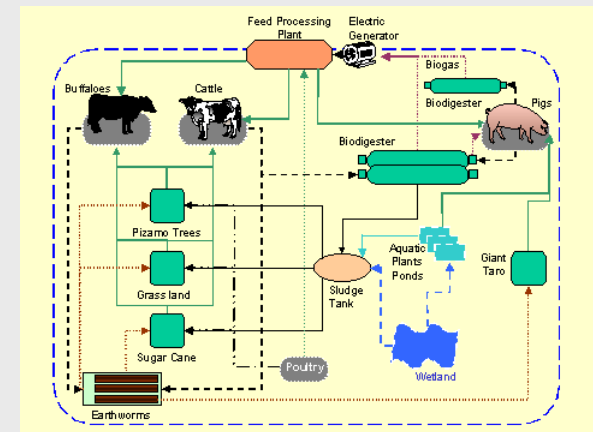 Feed Processing
Plant
Electric
Generator
Biogas
Biodigester
Pigs
Buffaloes
Cattle
Biodigester
Pizamo Trees
Aquatic
Plants
Ponds
Giant
Taro
Grass land
Sludge
Tank
Sugar Cane
Poultry
Wetland
Earthworms